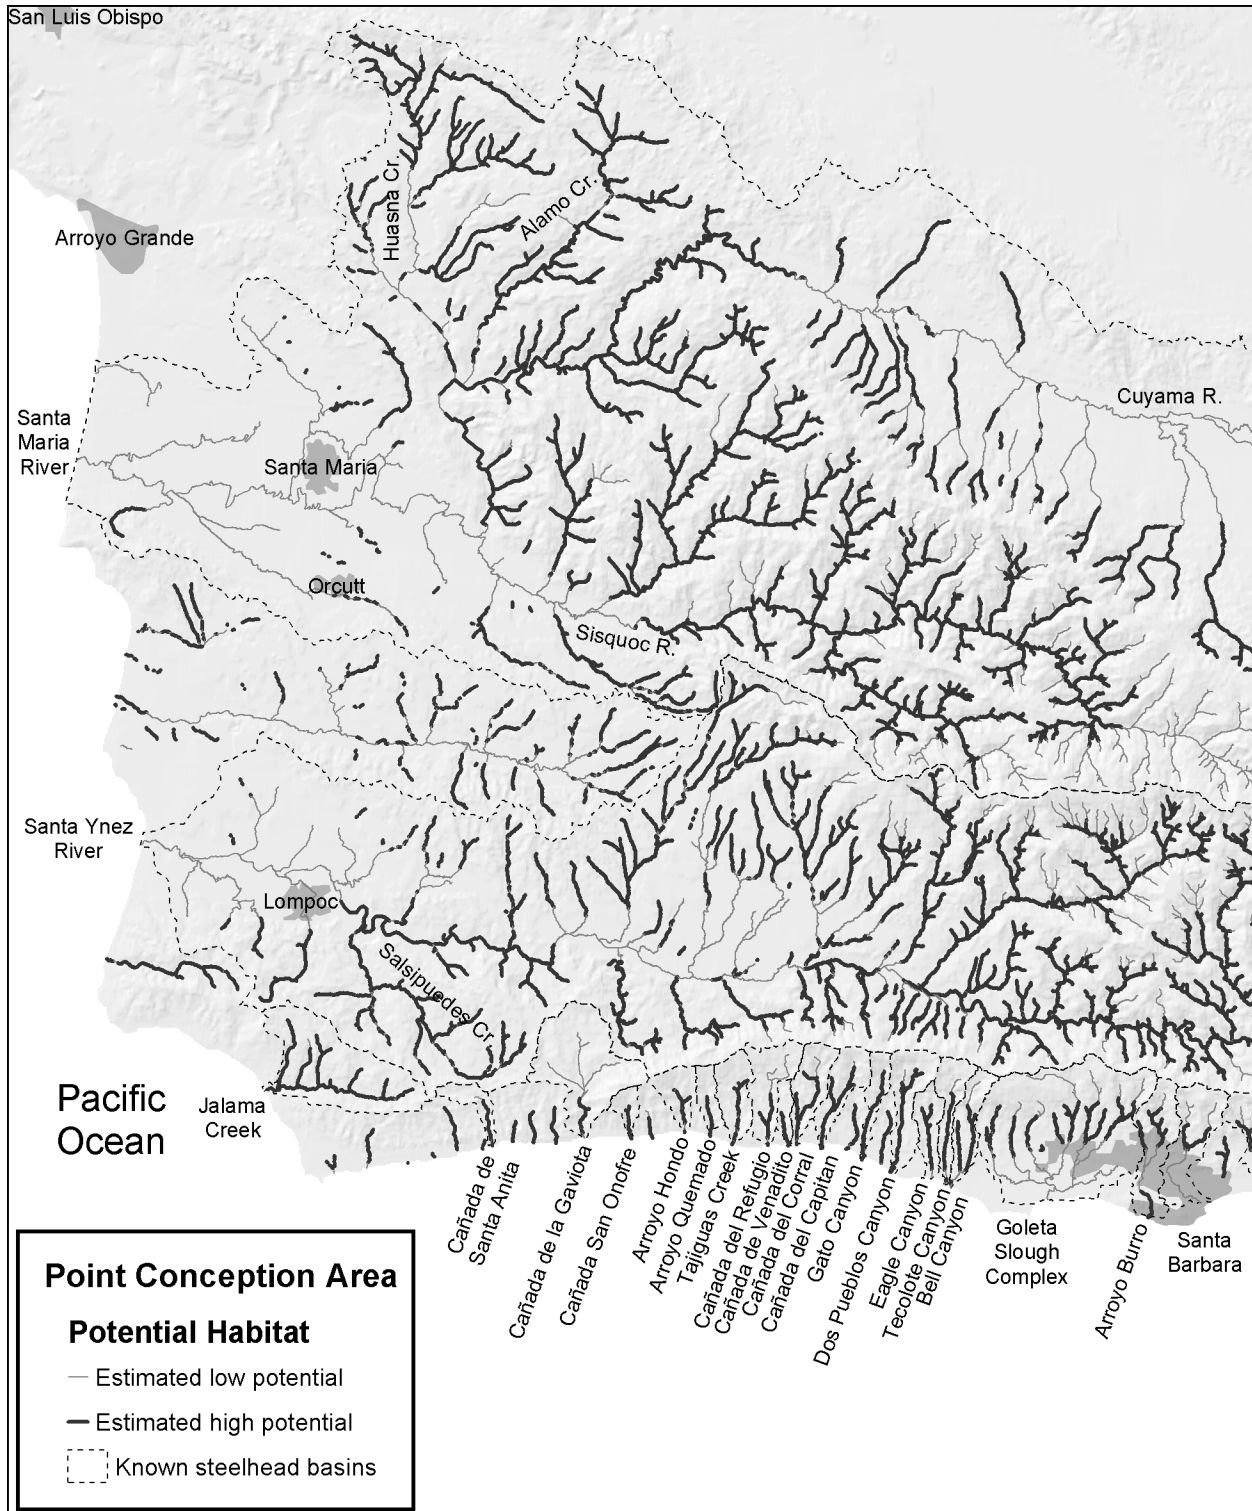 San Luis Obispo
Huasna Cr.
Alamo Cr.
Arroyo Grande
Cuyama R.
Santa
Maria
River
Santa Maria
Orcutt
Sisquoc R.
Santa Ynez
River
Lompoc
Salsipuedes Cr.
Pacific
Ocean
Jalama
Creek
Cañada de
Santa Anita
Cañada de la Gaviota
Cañada San Onofre
Arroyo Hondo
Arroyo Quemado
Tajiguas Creek
Cañada del Refugio
Cañada de Venadito
Cañada del Corral
Cañada del Capitan
Gato Canyon
Dos Pueblos Canyon
Eagle Canyon
Tecolote Canyon
Bell Canyon
Goleta
Slough
Complex
Arroyo Burro
Santa
Barbara
Point Conception Area
Potential Habitat
Estimated low potential
Estimated high potential
Known steelhead basins